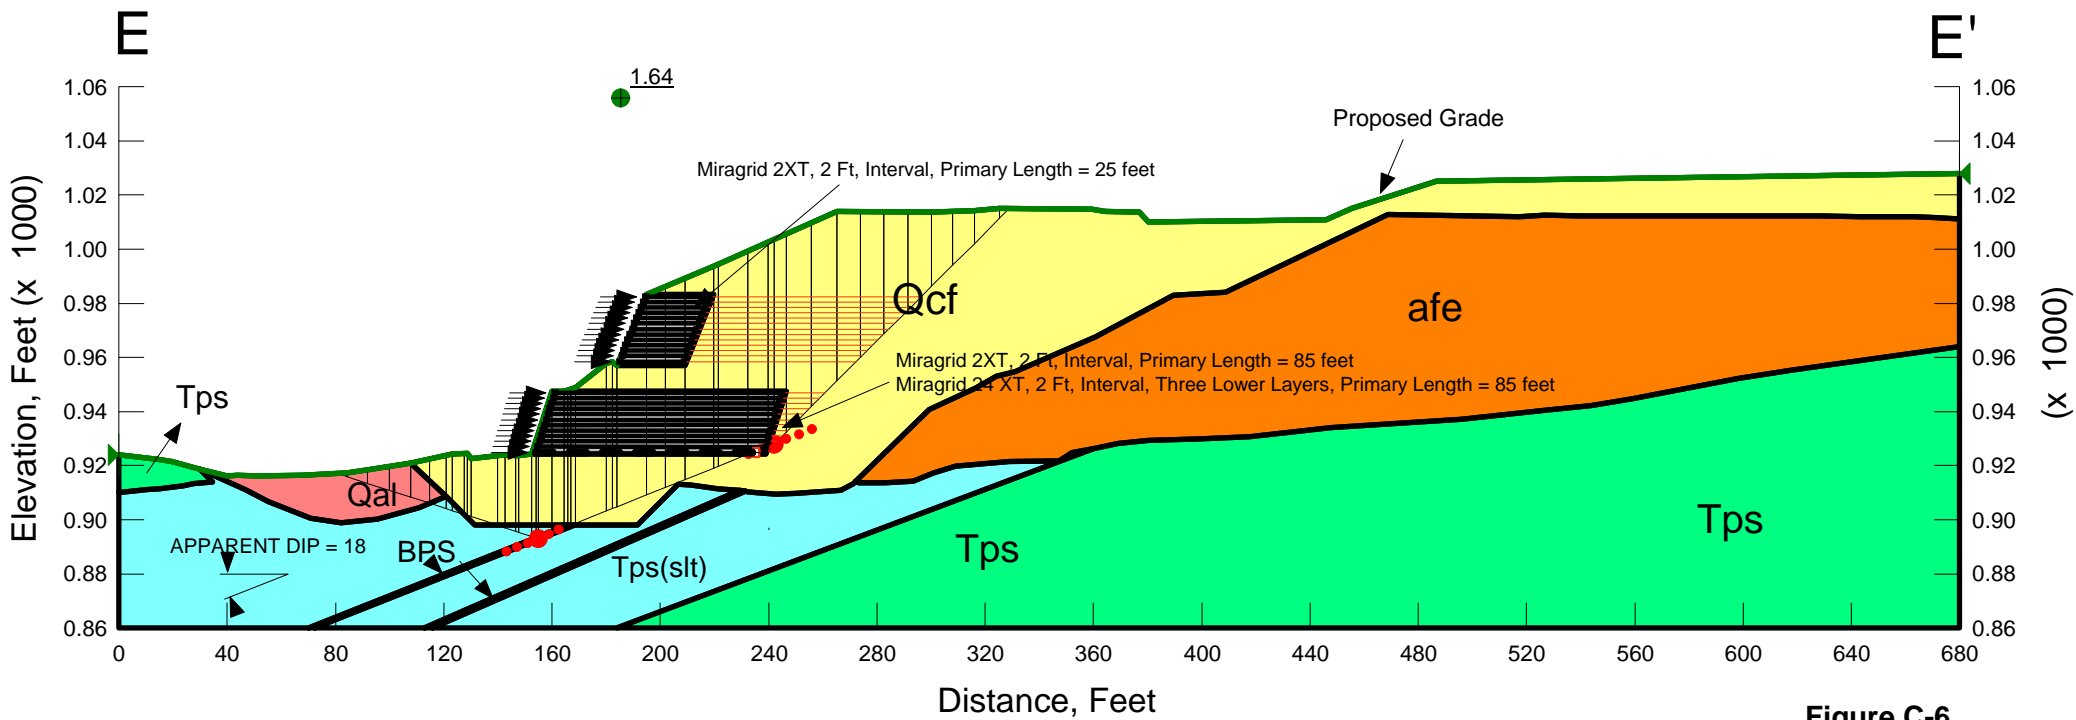 E
E'
1.64
1.06
1.04
1.02
1.00
0.98
0.96
0.94
0.92
0.90
0.88
0.86
Elevation, Feet (x 1000)
1.06
1.04
1.02
1.00
0.98
0.96
0.94
0.92
0.90
0.88
0.86
(x 1000)
Proposed Grade
Miragrid 2XT, 2 Ft, Interval, Primary Length = 25 feet
Qcf
afe
Miragrid 2XT, 2 Ft, Interval, Primary Length = 85 feet
Miragrid 24 XT, 2 Ft, Interval, Three Lower Layers, Primary Length = 85 feet
Tps
Qal
APPARENT DIP = 18
BPS
Tps(slt)
Tps
Tps
0 40 80 120 160 200 240 280 320 360 400 440 480 520 560 600 640 680
Distance, Feet
Figure C-6